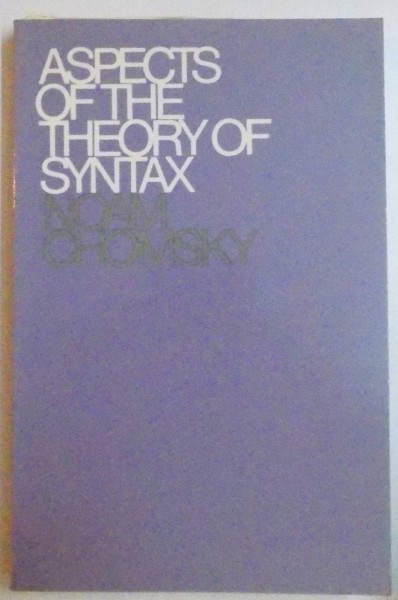 ASPECTS
OF THE
THEORY OF
SYNTAX
NOAM
CHOMSKY